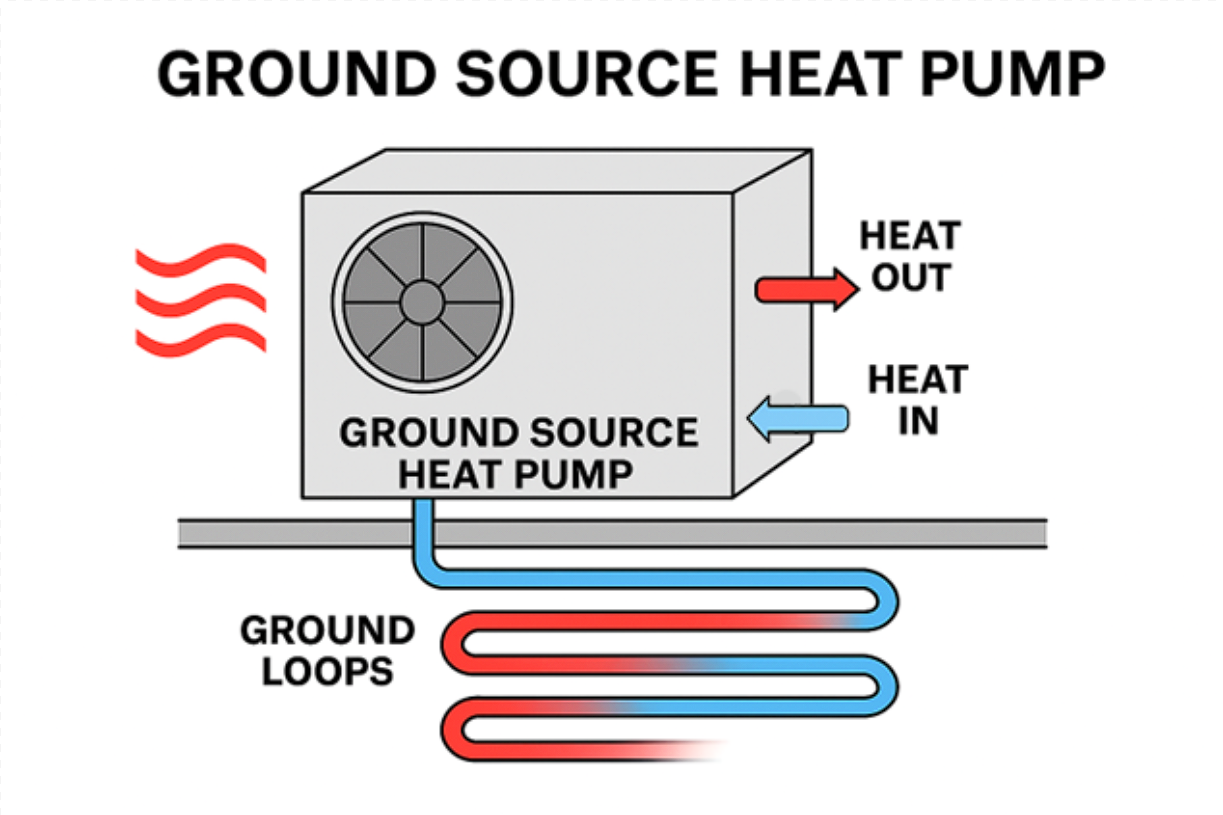 GROUND SOURCE HEAT PUMP
HEAT
OUT
HEAT
IN
GROUND SOURCE
HEAT PUMP
GROUND
LOOPS